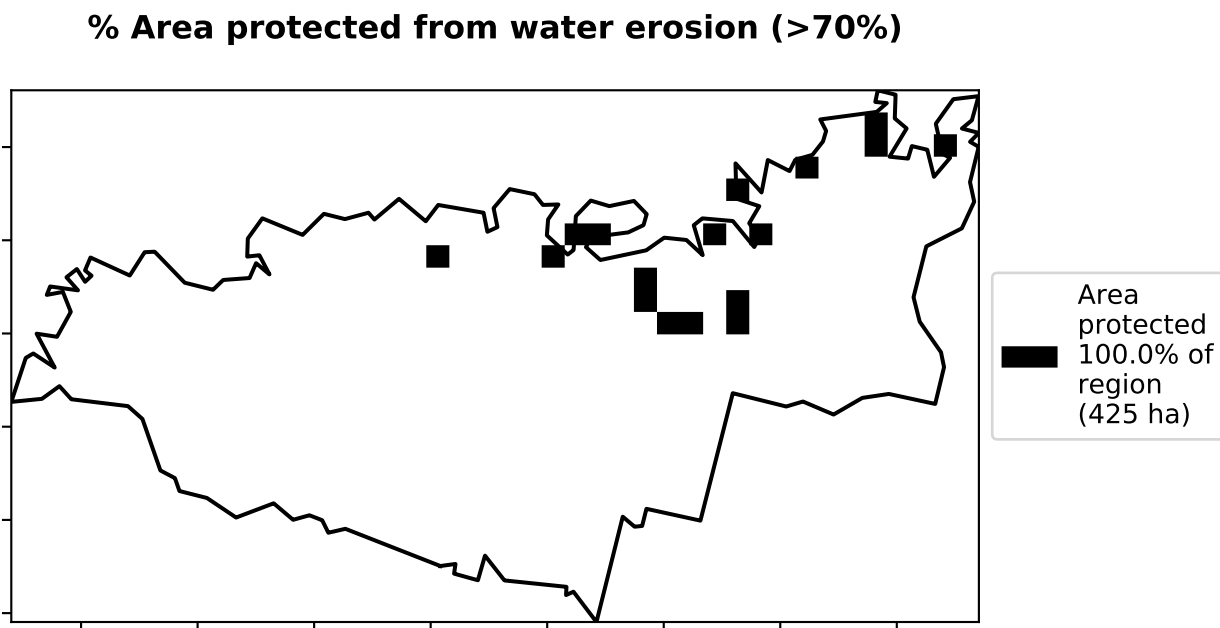 % Area protected from water erosion (>70%)
Area
protected
100.0% of
region
(425 ha)